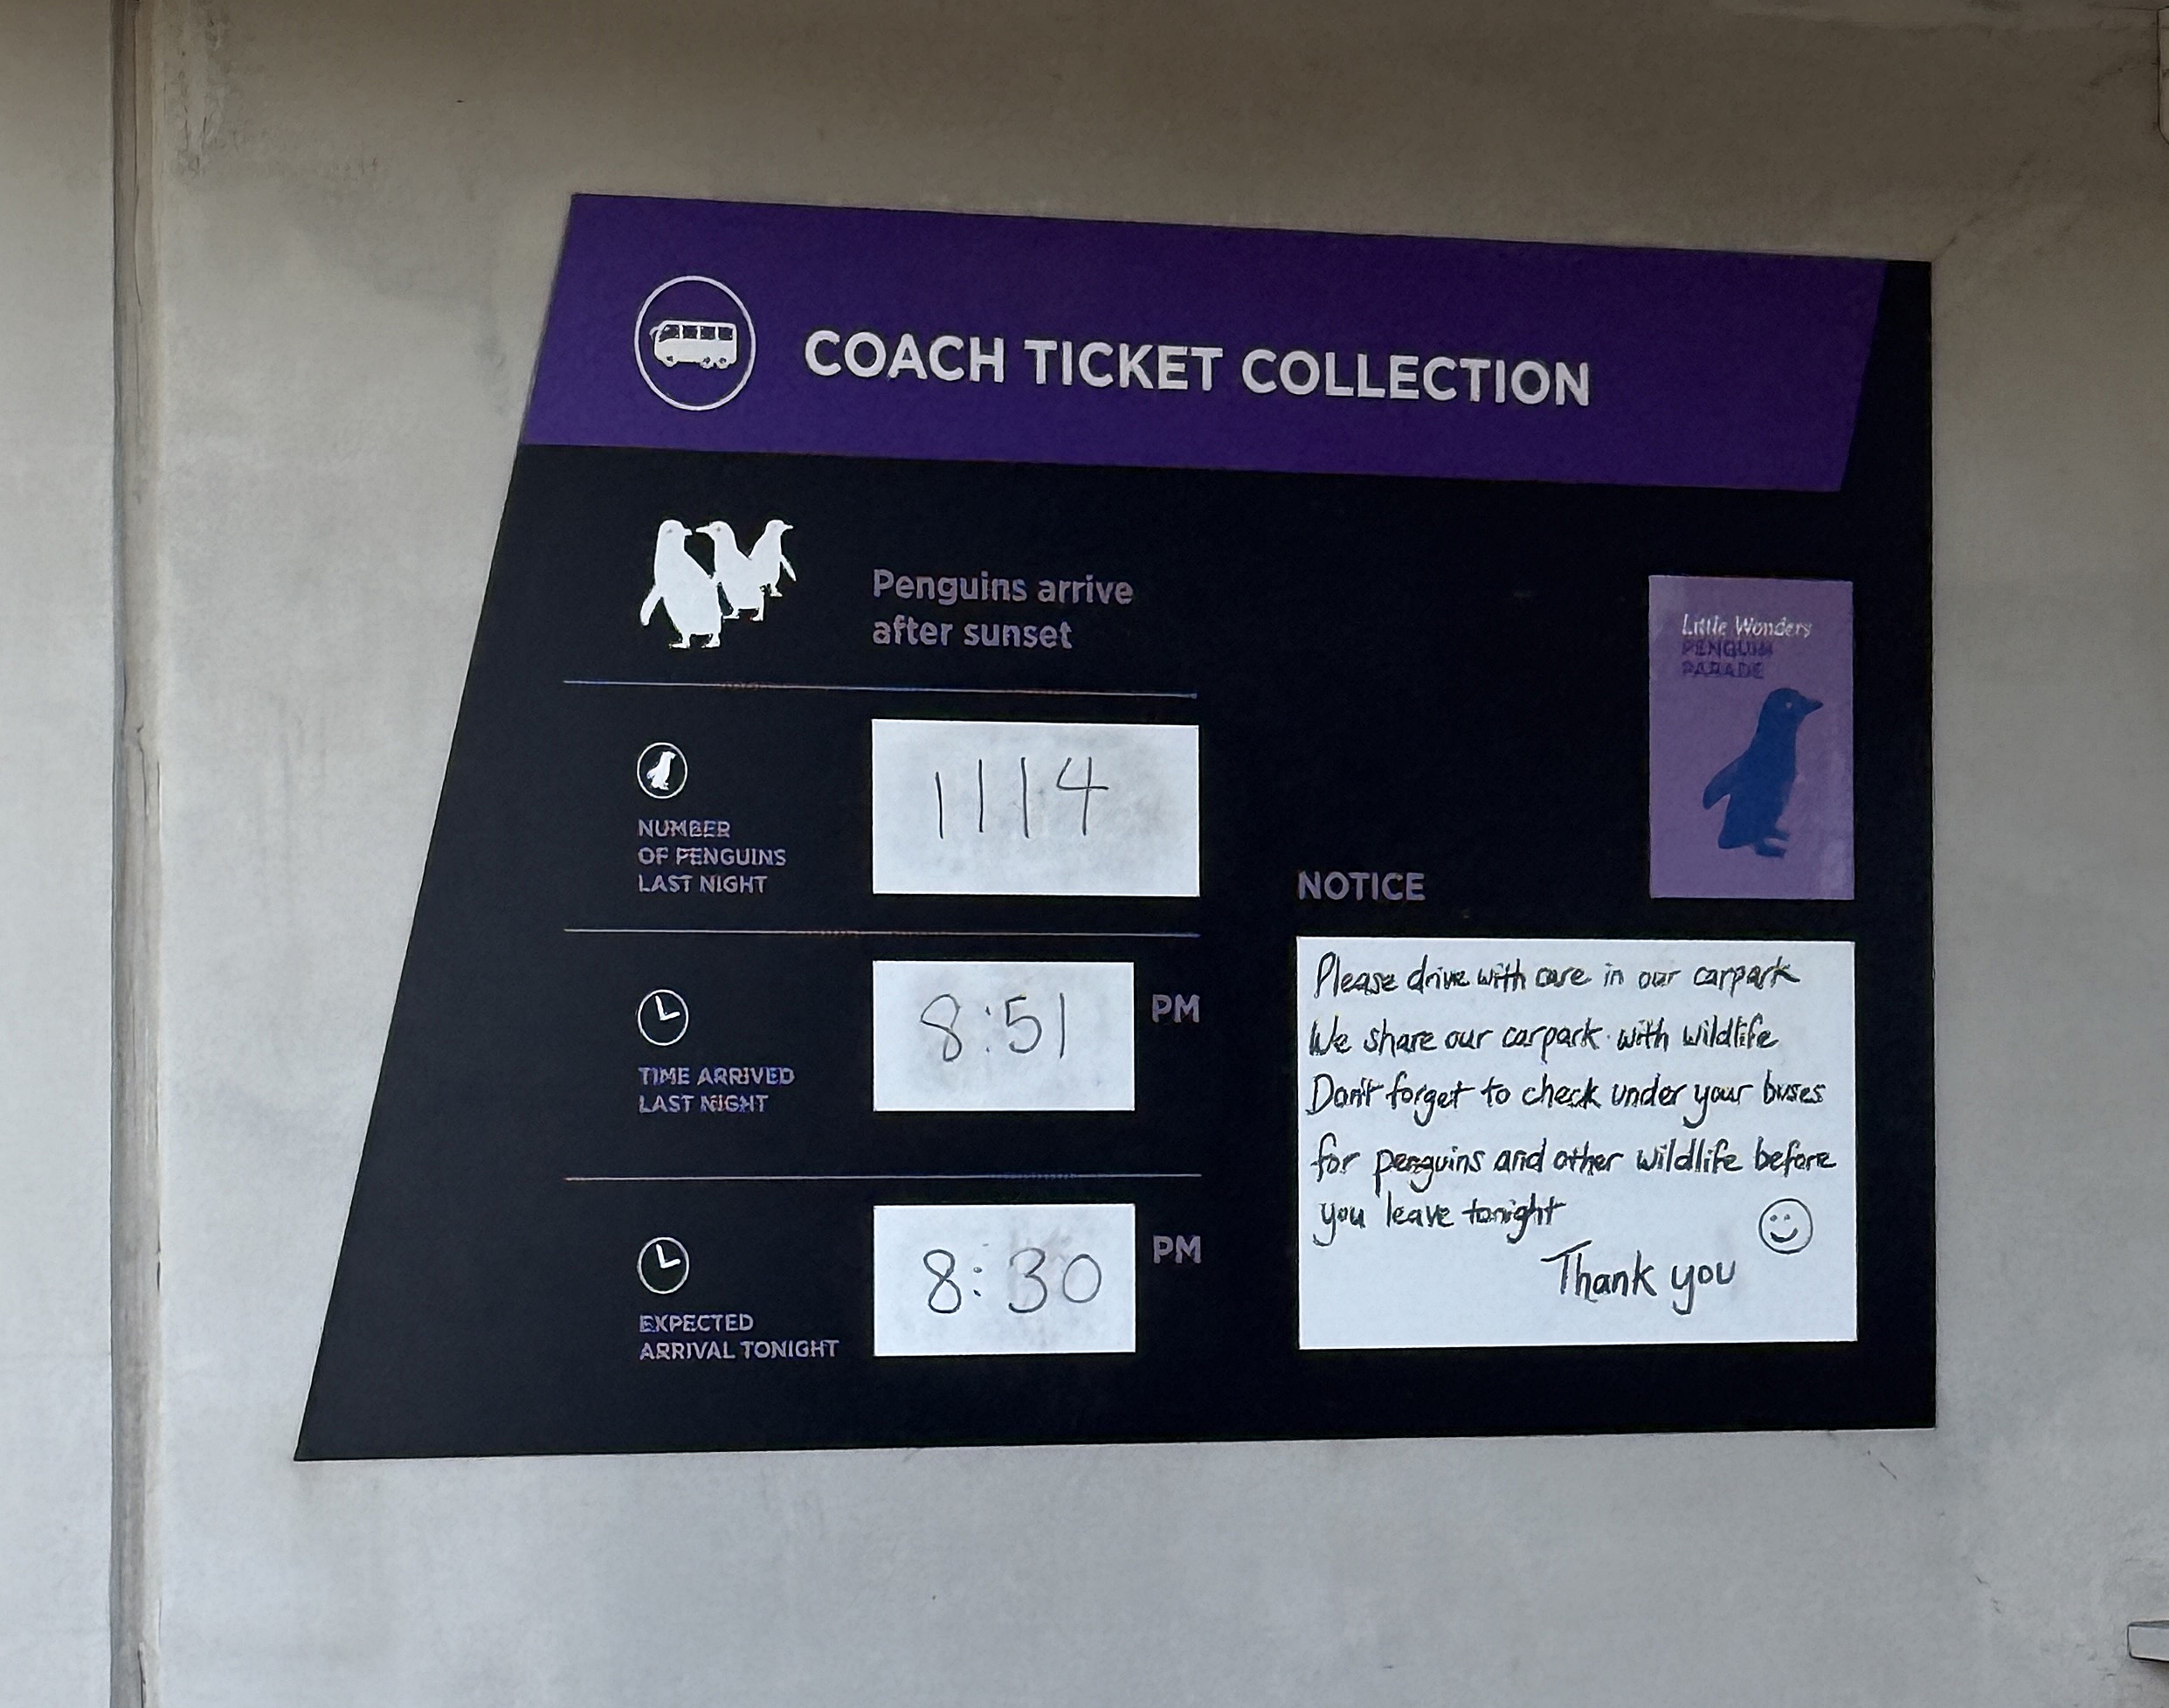 COACH TICKET COLLECTION
Penguins arrive
after sunset
NUMBER
OF PENGUINS
LAST NIGHT
1114
TIME ARRIVED
LAST NIGHT
8:51
PM
EXPECTED
ARRIVAL TONIGHT
8:30
PM
Little Wonders
PENGUIN
PARADE
NOTICE
Please drive with care in our carpark
We share our carpark with wildlife
Don't forget to check under your buses
for penguins and other wildlife before
you leave tonight
Thank you